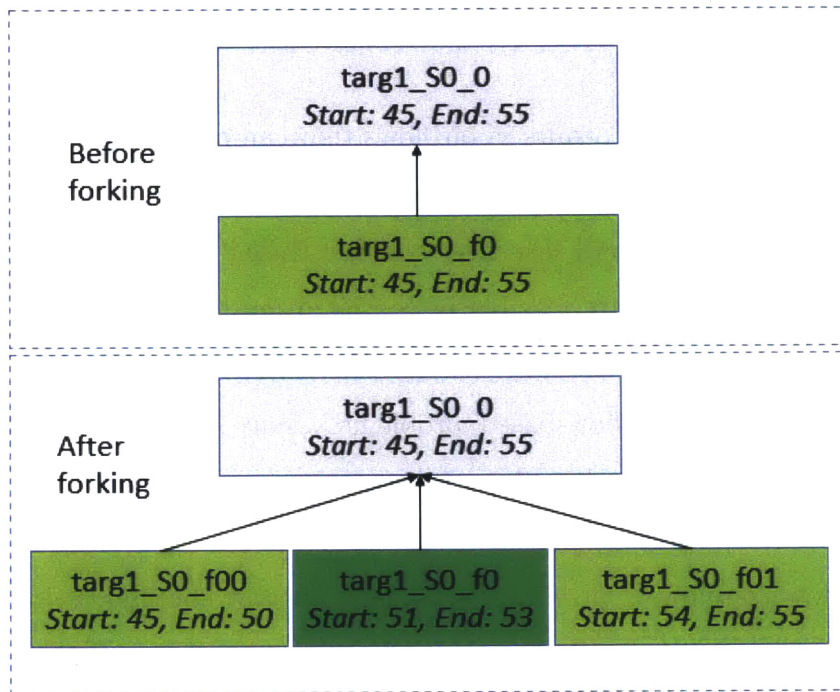 targ1_S0_0
Start: 45, End: 55
Before
forking
targ1_S0_f0
Start: 45, End: 55
targ1_S0_0
Start: 45, End: 55
After
forking
targ1_S0_f00
Start: 45, End: 50
targ1_S0_f0
Start: 51, End: 53
targ1_S0_f01
Start: 54, End: 55